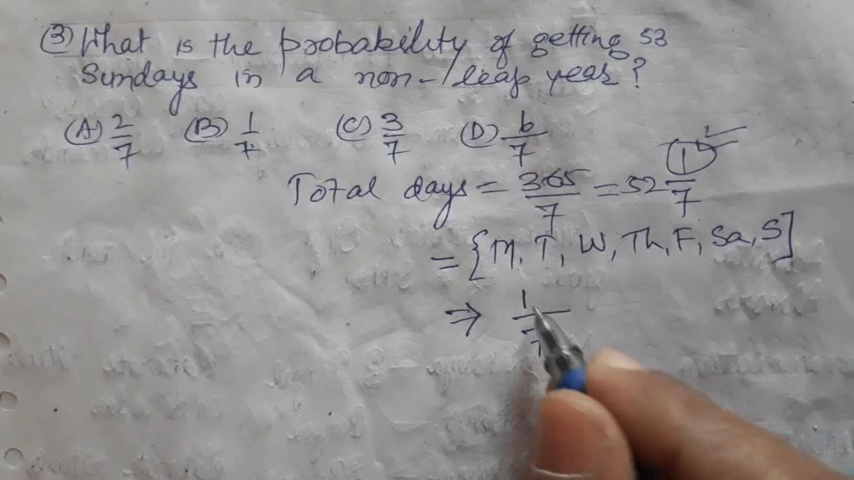 (3) What is the probability of getting 53
Sundays in a non-leap year?
(A) 2/7 (B) 1/7 (C) 3/7 (D) 6/7
Total days = 365/7 = 52 1/7
= {M, T, W, Th, F, Sa, S]
⇒ 1/7